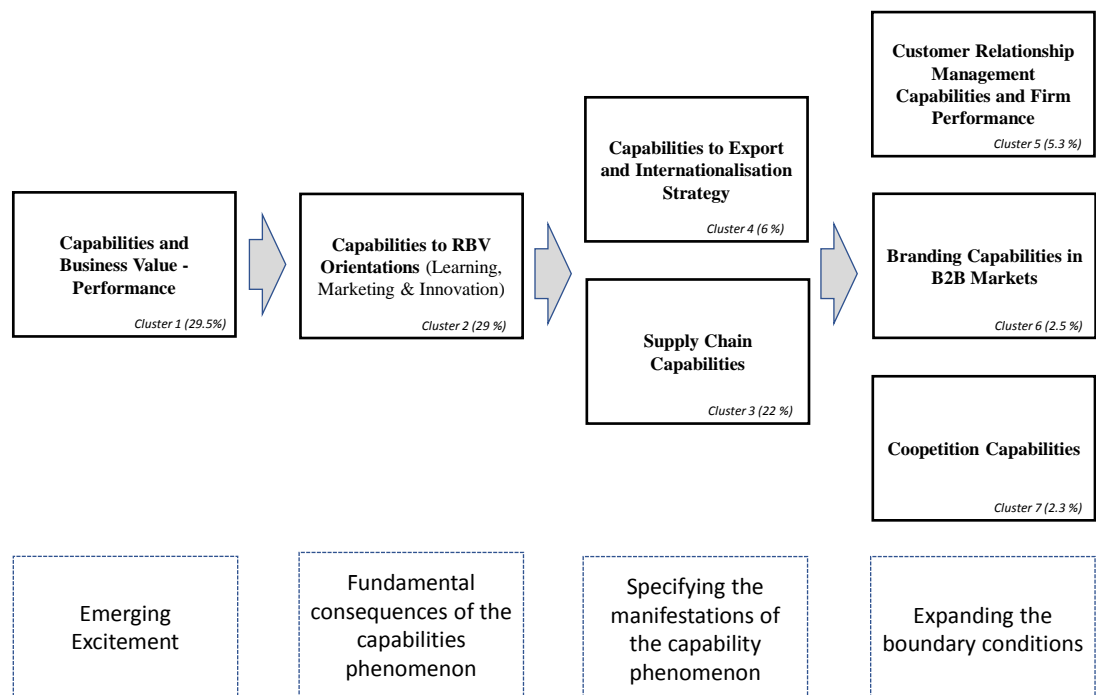 Capabilities and
Business Value -
Performance
Cluster 1 (29.5%)
Capabilities to RBV
Orientations (Learning,
Marketing & Innovation)
Cluster 2 (29 %)
Capabilities to Export
and Internationalisation
Strategy
Cluster 4 (6 %)
Supply Chain
Capabilities
Cluster 3 (22 %)
Customer Relationship
Management
Capabilities and Firm
Performance
Cluster 5 (5.3 %)
Branding Capabilities in
B2B Markets
Cluster 6 (2.5 %)
Coopetition Capabilities
Cluster 7 (2.3 %)
Emerging
Excitement
Fundamental
consequences of the
capabilities
phenomenon
Specifying the
manifestations of
the capability
phenomenon
Expanding the
boundary conditions